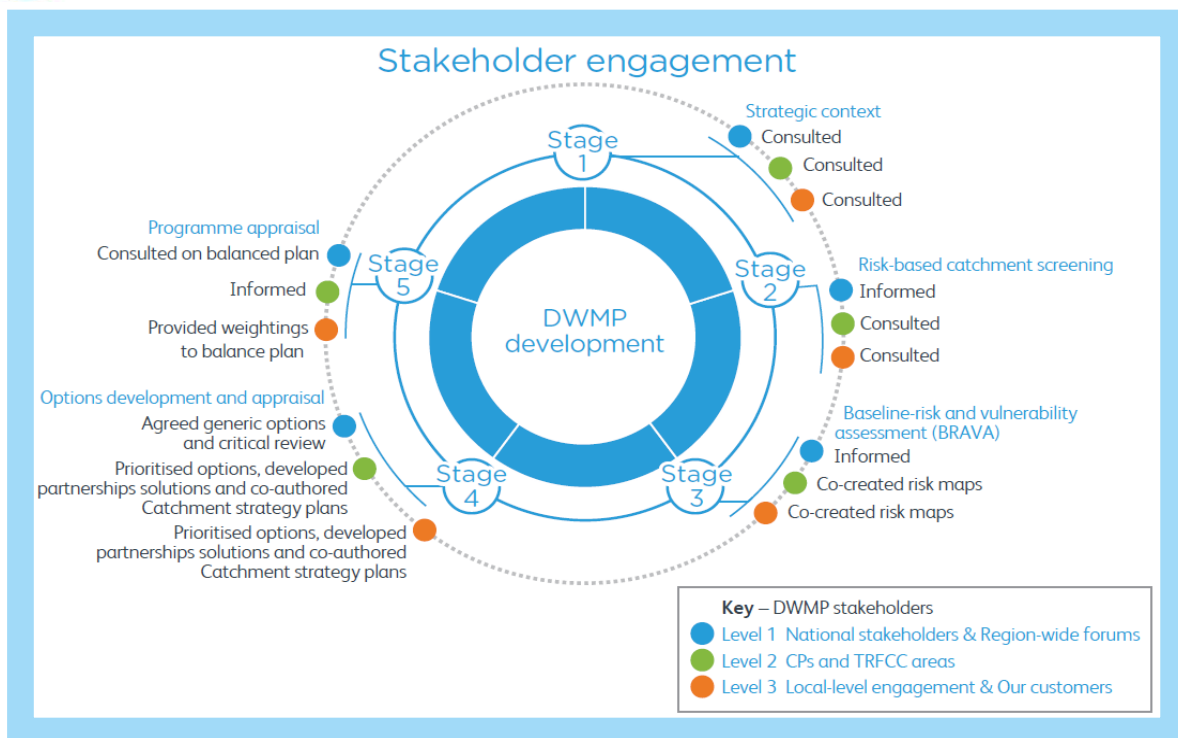 Stakeholder engagement
Stage
1
Strategic context
Consulted
Consulted
Consulted
Stage
2
Risk-based catchment screening
Informed
Consulted
Consulted
Baseline-risk and vulnerability
assessment (BRAVA)
Informed
Co-created risk maps
Co-created risk maps
Stage
3
Stage
4
Options development and appraisal
Agreed generic options
and critical review
Prioritised options, developed
partnerships solutions and co-authored
Catchment strategy plans
Prioritised options, developed
partnerships solutions and co-authored
Catchment strategy plans
Stage
5
Programme appraisal
Consulted on balanced plan
Informed
Provided weightings
to balance plan
DWMP
development
Key – DWMP stakeholders
Level 1 National stakeholders & Region-wide forums
Level 2 CPs and TRFCC areas
Level 3 Local-level engagement & Our customers